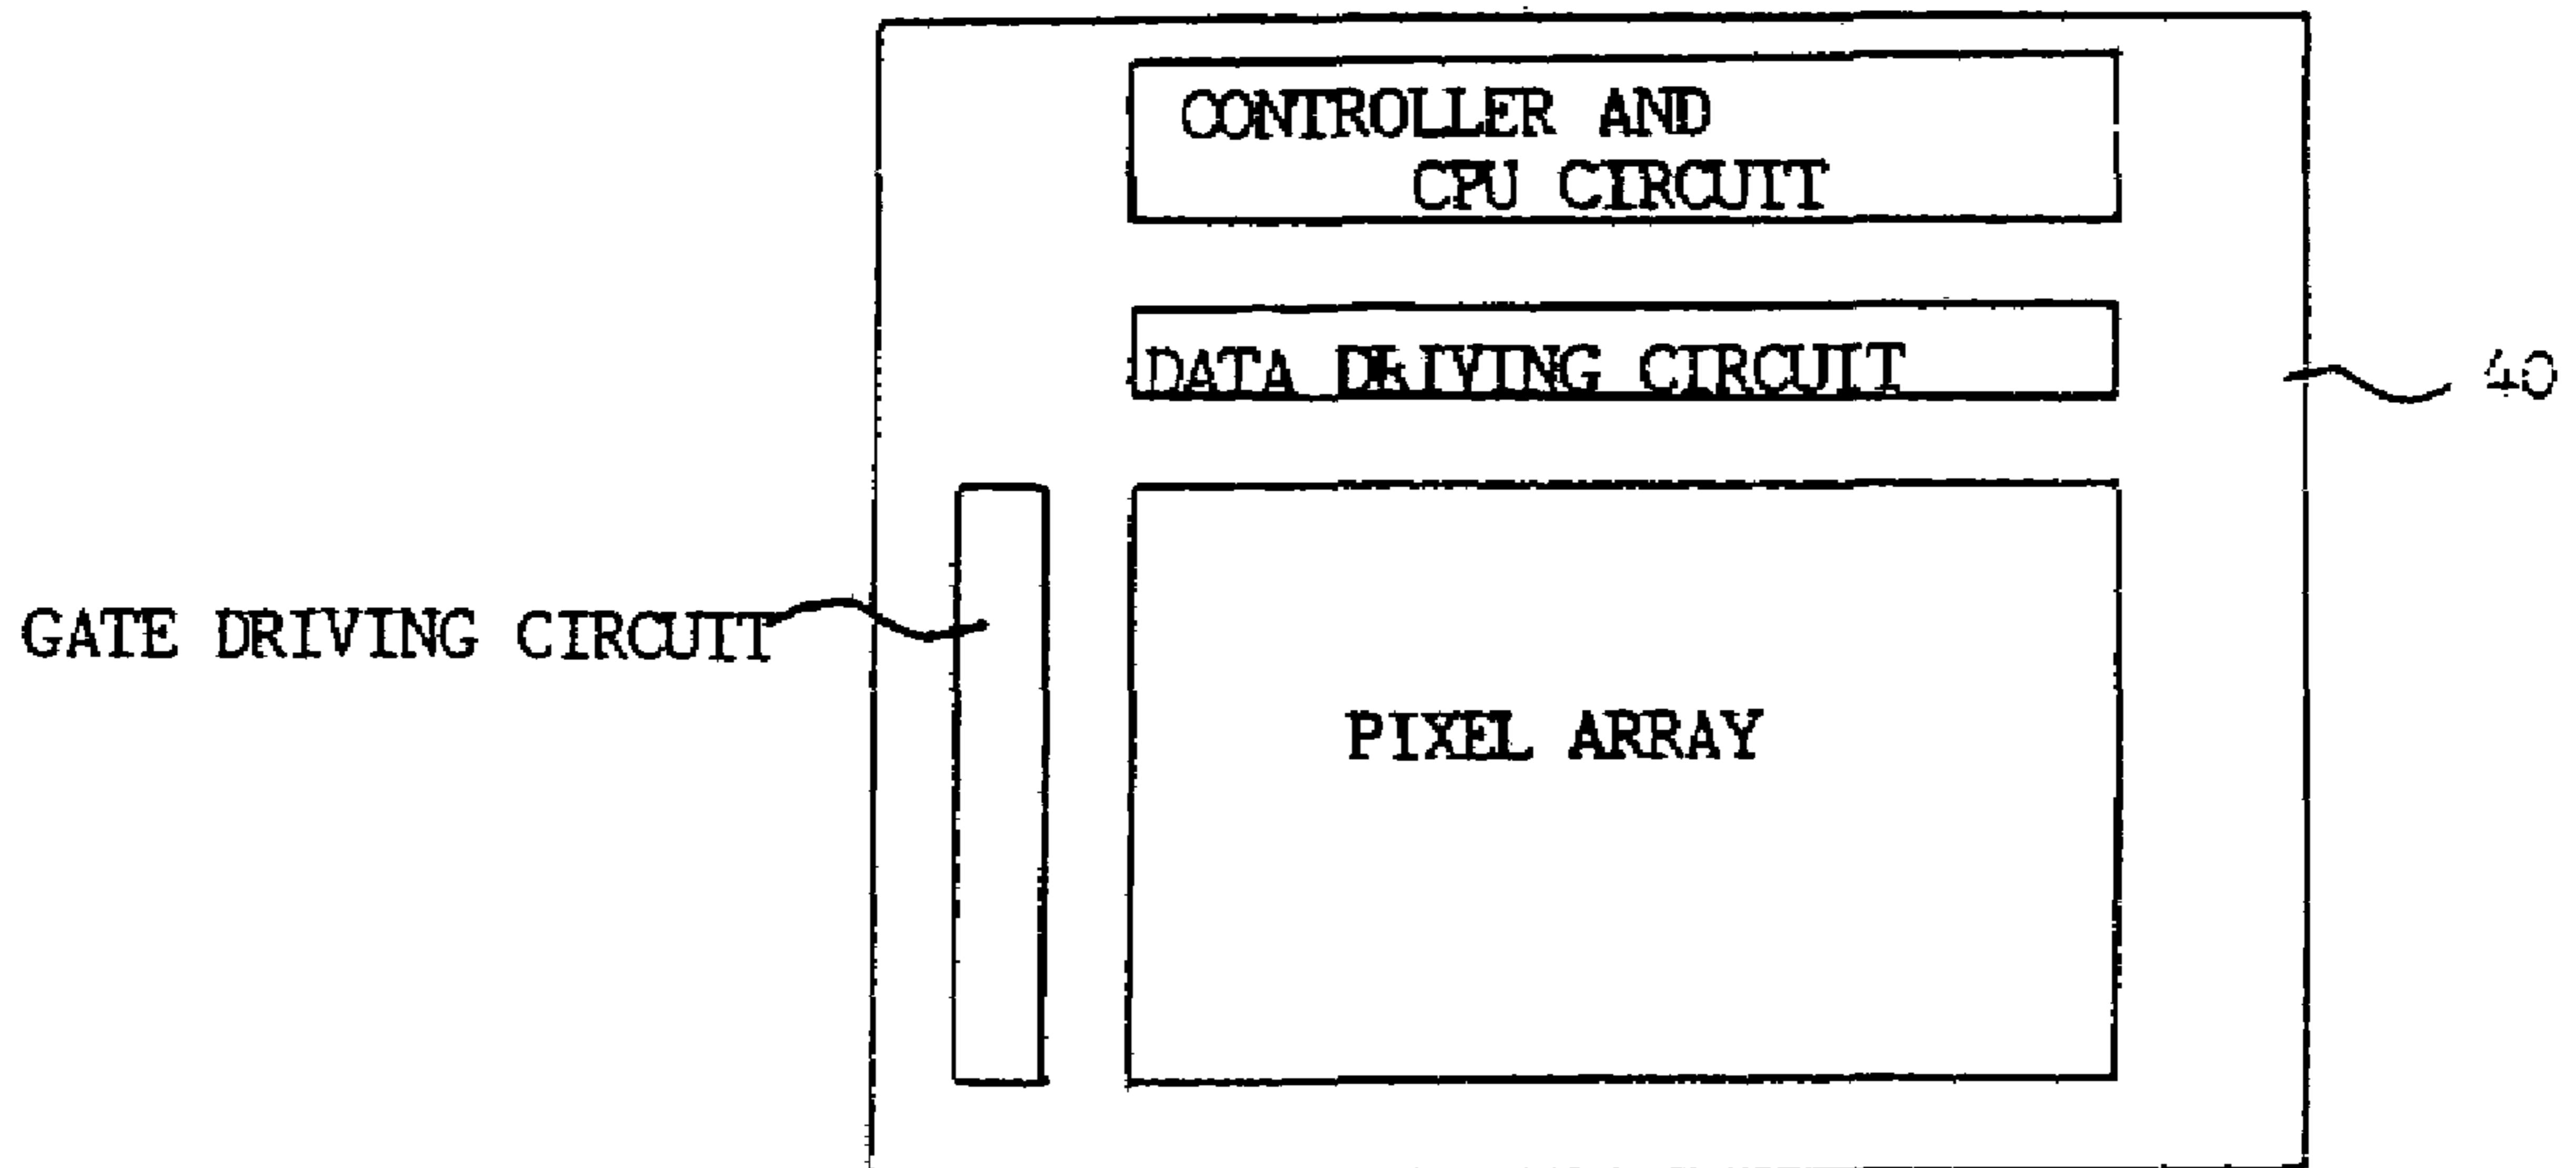 CONTROLLER AND
CPU CIRCUIT
DATA DRIVING CIRCUIT
40
GATE DRIVING CIRCUIT
PIXEL ARRAY